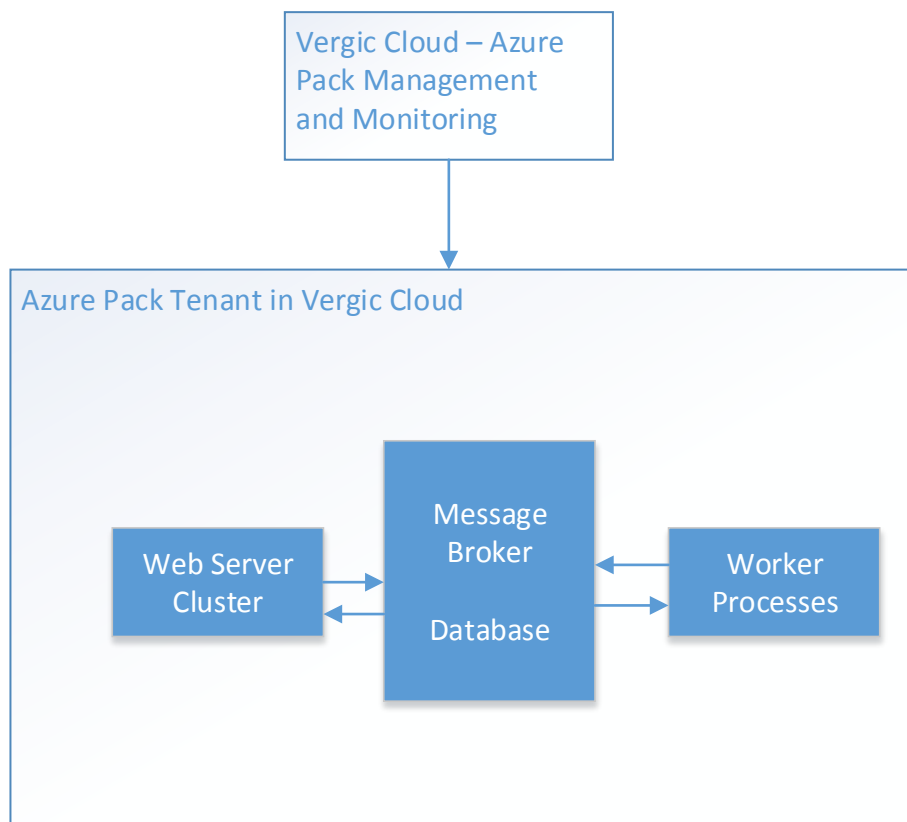 Vergic Cloud – Azure
Pack Management
and Monitoring
Azure Pack Tenant in Vergic Cloud
Message
Broker
Database
Web Server
Cluster
Worker
Processes